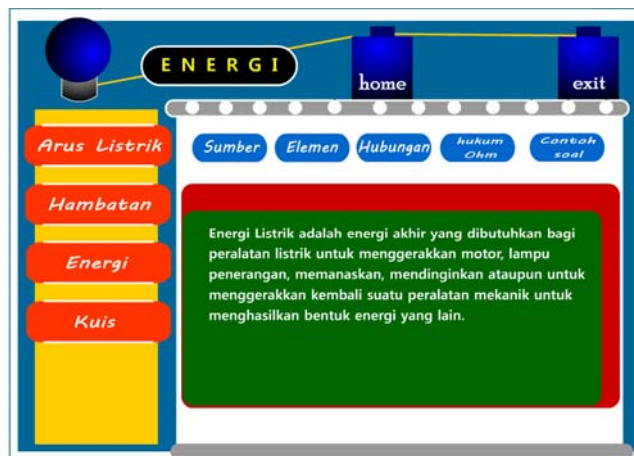 ENERGI
home
exit
Arus Listrik
Hambatan
Energi
Kuis
Sumber
Elemen
Hubungan
hukum
Ohm
Contoh
soal
Energi Listrik adalah energi akhir yang dibutuhkan bagi
peralatan listrik untuk menggerakkan motor, lampu
penerangan, memanaskan, mendinginkan ataupun untuk
menggerakkan kembali suatu peralatan mekanik untuk
menghasilkan bentuk energi yang lain.